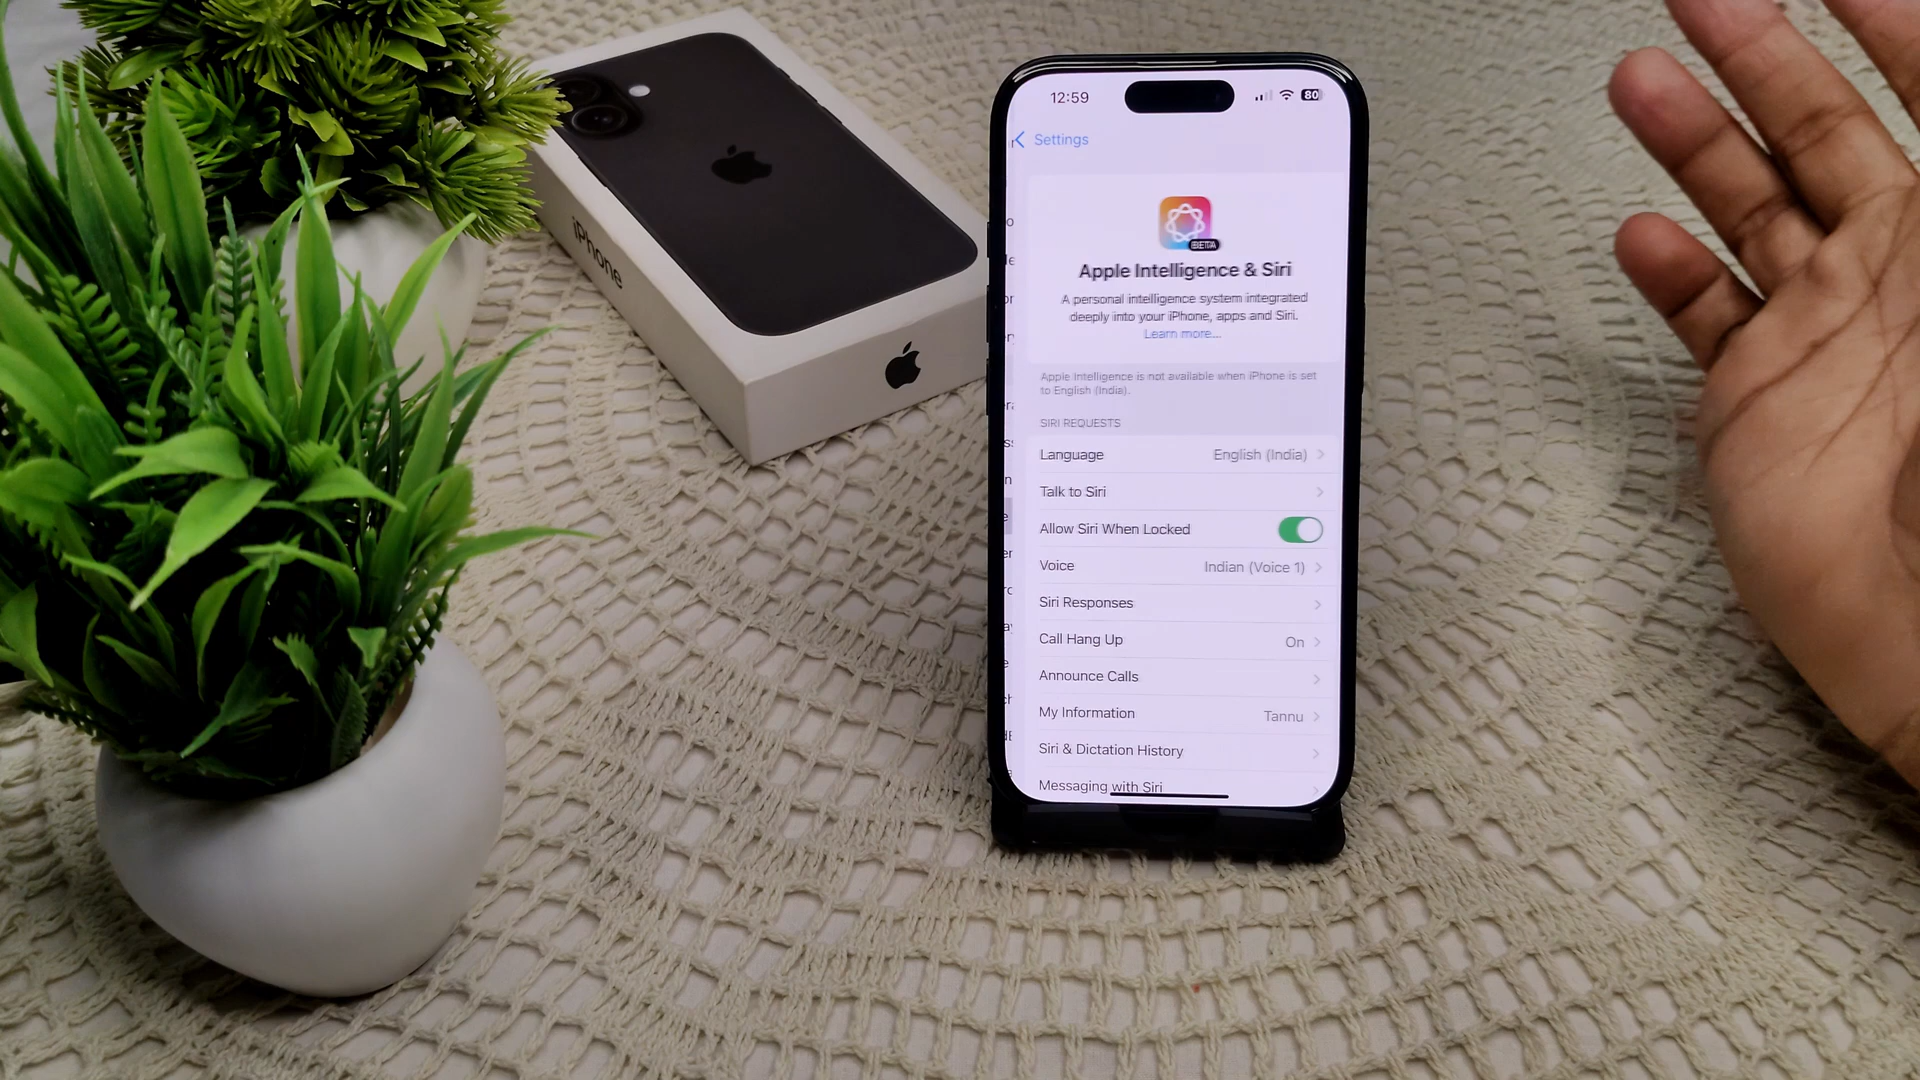 iPhone
12:59
80
Settings
BETA
Apple Intelligence & Siri
A personal intelligence system integrated
deeply into your iPhone, apps and Siri.
Learn more...
Apple Intelligence is not available when iPhone is set
to English (India).
SIRI REQUESTS
Language English (India)
Talk to Siri
Allow Siri When Locked
Voice Indian (Voice 1)
Siri Responses
Call Hang Up On
Announce Calls
My Information Tannu
Siri & Dictation History
Messaging with Siri